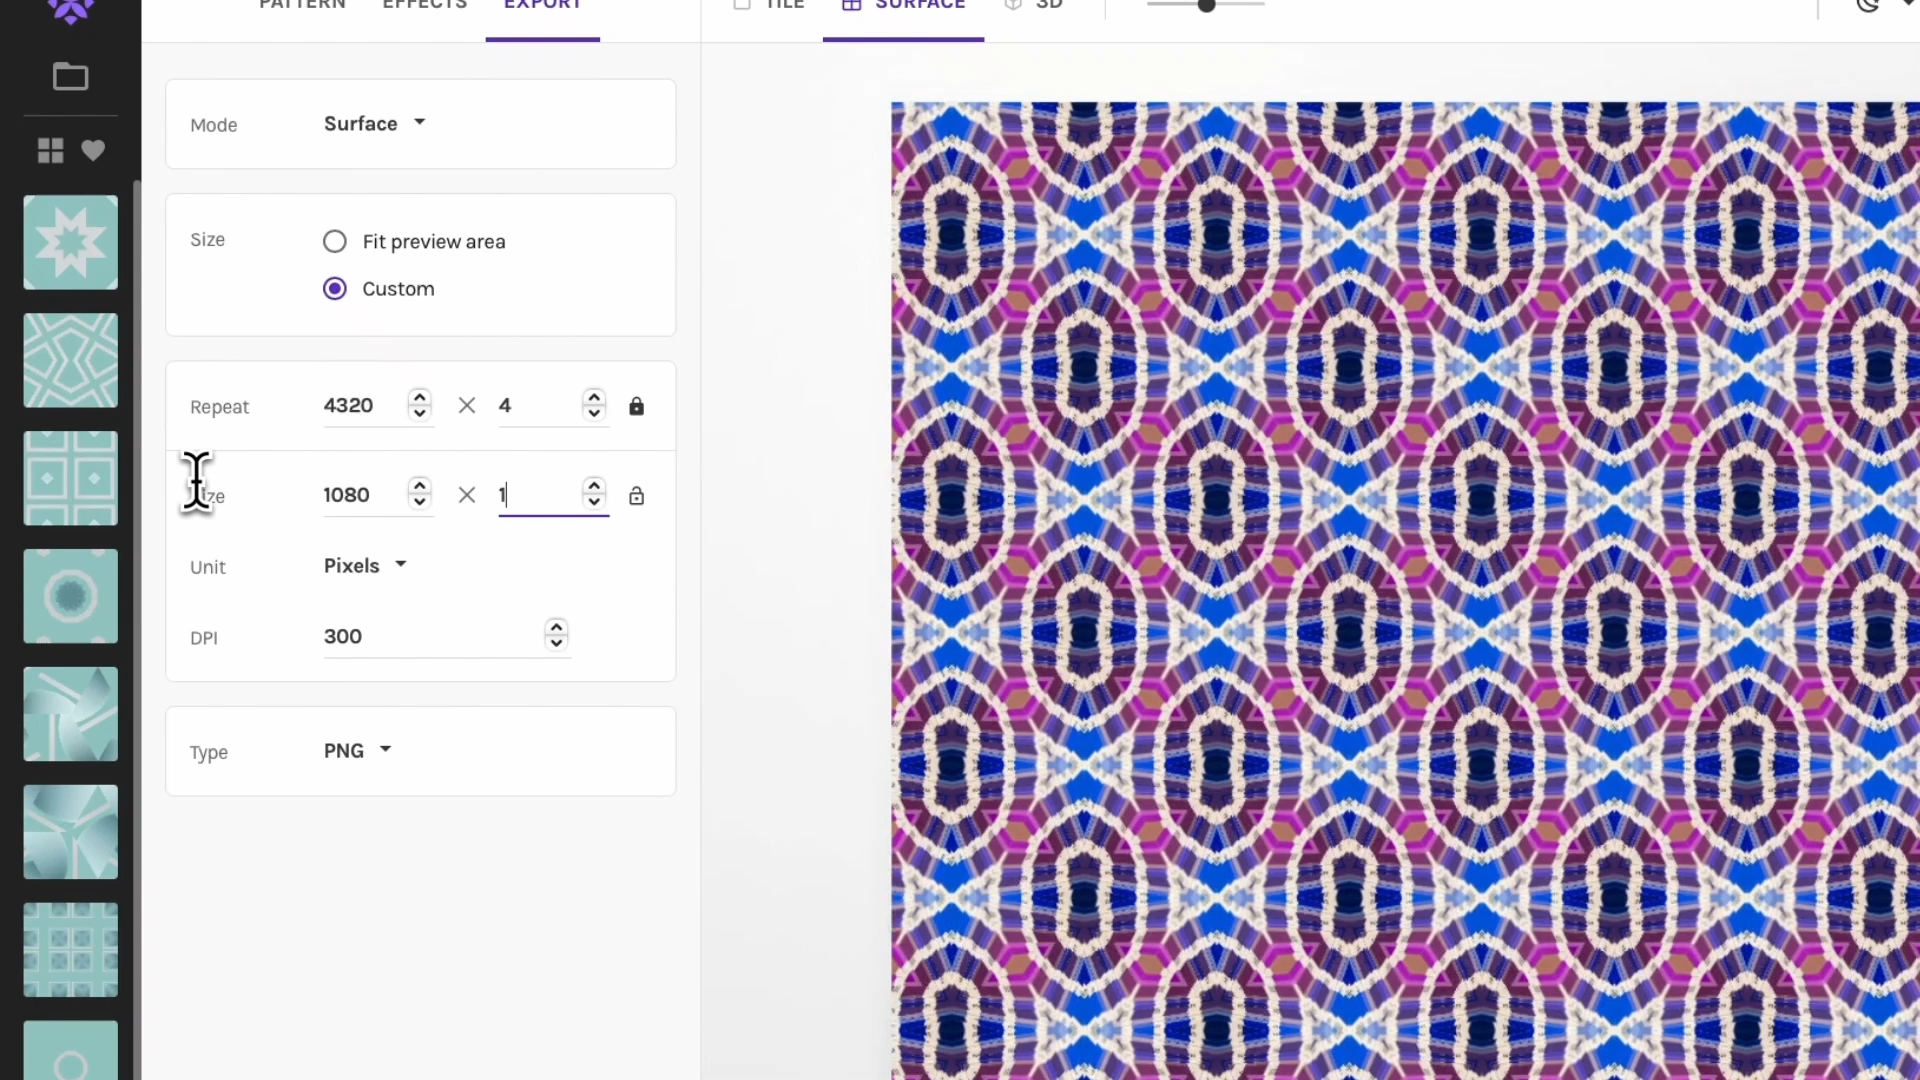 PATTERN EFFECTS EXPORT TILE SURFACE 3D
Mode Surface
Size Fit preview area
Custom
Repeat 4320 4
1080 1
Unit Pixels
DPI 300
Type PNG